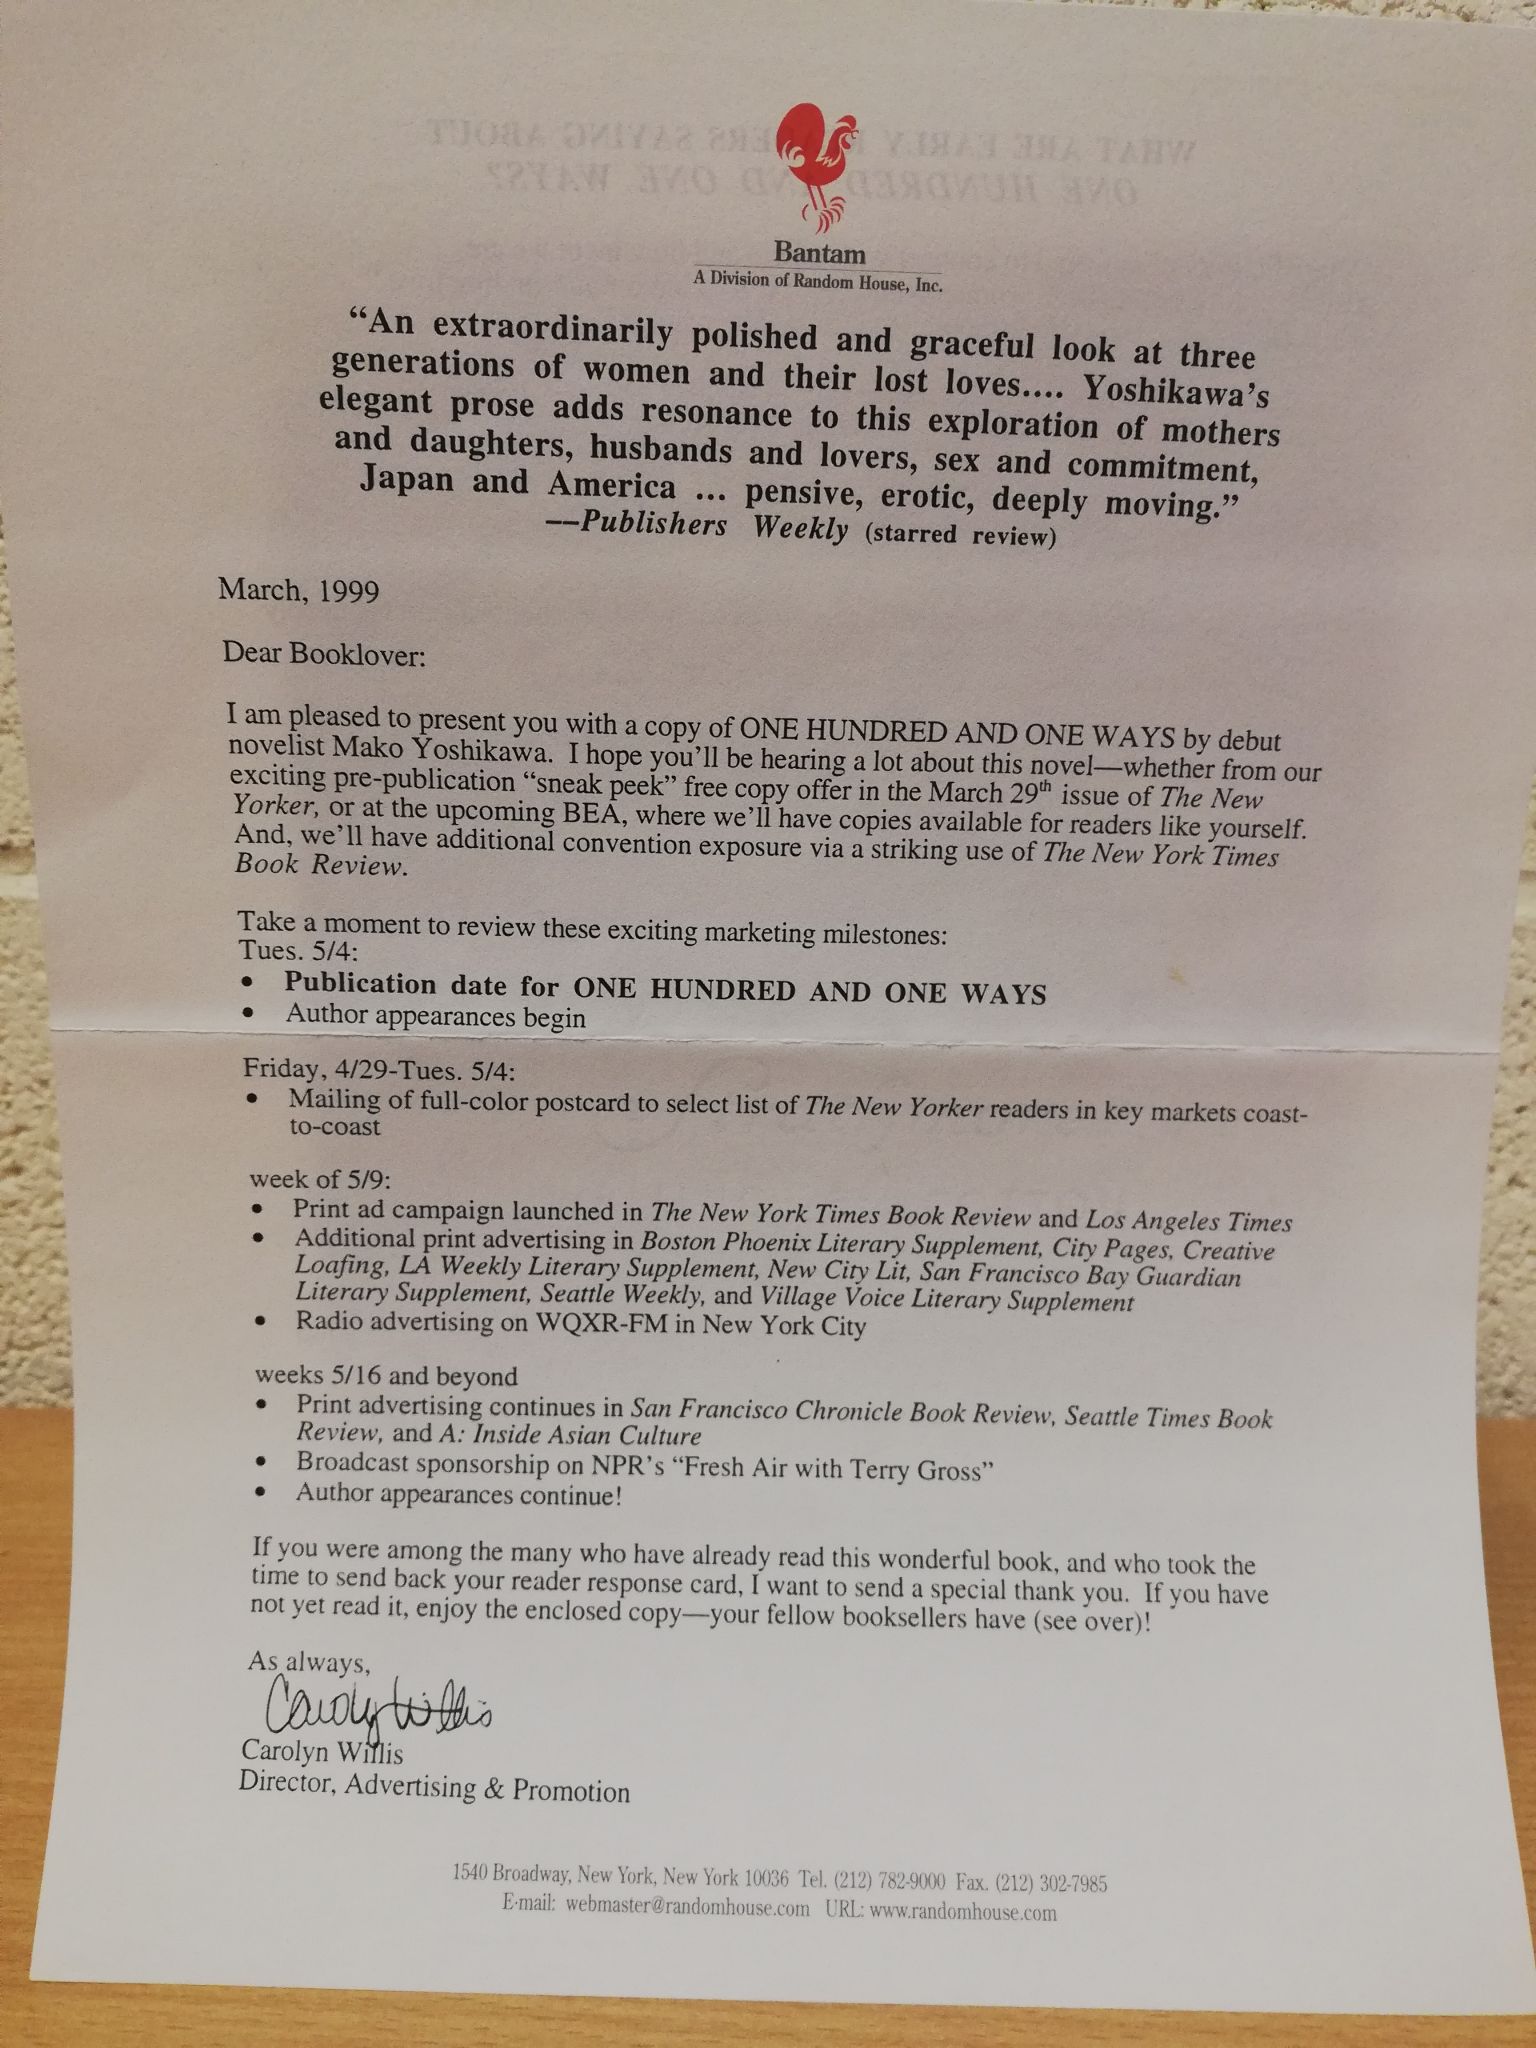 WHAT ARE EARLY READERS SAYING ABOUT
ONE HUNDRED AND ONE WAYS?
Bantam
A Division of Random House, Inc.
“An extraordinarily polished and graceful look at three
generations of women and their lost loves.... Yoshikawa’s
elegant prose adds resonance to this exploration of mothers
and daughters, husbands and lovers, sex and commitment,
Japan and America ... pensive, erotic, deeply moving.”
—Publishers Weekly (starred review)
March, 1999
Dear Booklover:
I am pleased to present you with a copy of ONE HUNDRED AND ONE WAYS by debut
novelist Mako Yoshikawa. I hope you’ll be hearing a lot about this novel—whether from our
exciting pre-publication “sneak peek” free copy offer in the March 29th issue of The New
Yorker, or at the upcoming BEA, where we’ll have copies available for readers like yourself.
And, we’ll have additional convention exposure via a striking use of The New York Times
Book Review.
Take a moment to review these exciting marketing milestones:
Tues. 5/4:
• Publication date for ONE HUNDRED AND ONE WAYS
• Author appearances begin
Friday, 4/29-Tues. 5/4:
• Mailing of full-color postcard to select list of The New Yorker readers in key markets coast-
to-coast
week of 5/9:
• Print ad campaign launched in The New York Times Book Review and Los Angeles Times
• Additional print advertising in Boston Phoenix Literary Supplement, City Pages, Creative
Loafing, LA Weekly Literary Supplement, New City Lit, San Francisco Bay Guardian
Literary Supplement, Seattle Weekly, and Village Voice Literary Supplement
• Radio advertising on WQXR-FM in New York City
weeks 5/16 and beyond
• Print advertising continues in San Francisco Chronicle Book Review, Seattle Times Book
Review, and A: Inside Asian Culture
• Broadcast sponsorship on NPR’s “Fresh Air with Terry Gross”
• Author appearances continue!
If you were among the many who have already read this wonderful book, and who took the
time to send back your reader response card, I want to send a special thank you. If you have
not yet read it, enjoy the enclosed copy—your fellow booksellers have (see over)!
As always,
Carolyn Willis
Carolyn Willis
Director, Advertising & Promotion
1540 Broadway, New York, New York 10036 Tel. (212) 782-9000 Fax. (212) 302-7985
E-mail: webmaster@randomhouse.com URL: www.randomhouse.com